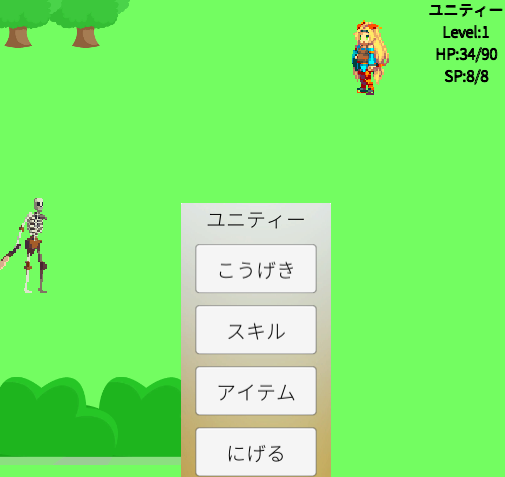 ユニティー
Level:1
HP:34/90
SP:8/8
ユニティー
こうげき
スキル
アイテム
にげる